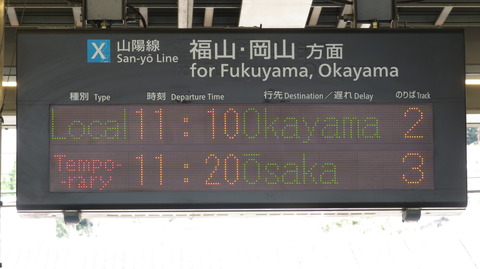 X 山陽線 San-yō Line
福山・岡山 方面
for Fukuyama, Okayama
種別 Type 時刻 Departure Time 行先 Destination／遅れ Delay のりば Track
Local 11:10 Okayama 2
Tempo-
-rary 11:20 Ōsaka 3